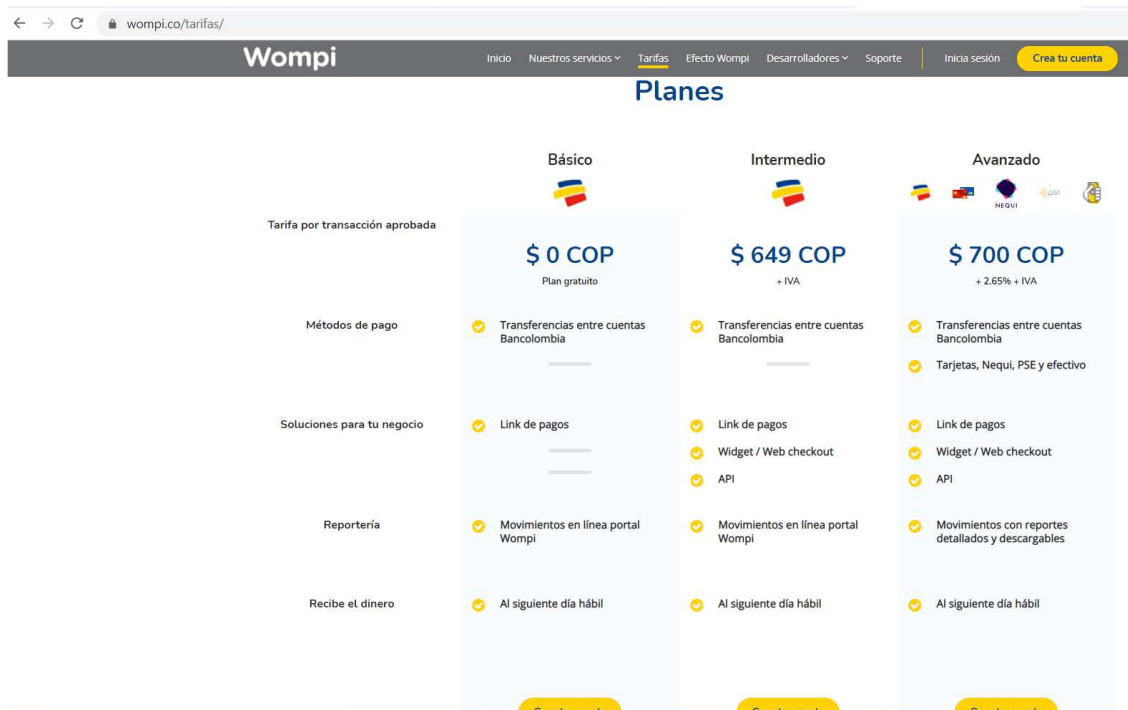 wompi.co/tarifas/
Wompi Inicio Nuestros servicios Tarifas Efecto Wompi Desarrolladores Soporte Inicia sesión Crea tu cuenta
Planes
Básico Intermedio Avanzado
NEQUI pse
Tarifa por transacción aprobada
$ 0 COP $ 649 COP $ 700 COP
Plan gratuito + IVA + 2.65% + IVA
Métodos de pago Transferencias entre cuentas Transferencias entre cuentas Transferencias entre cuentas
Bancolombia Bancolombia Bancolombia
Tarjetas, Nequi, PSE y efectivo
Soluciones para tu negocio Link de pagos Link de pagos Link de pagos
Widget / Web checkout Widget / Web checkout
API API
Reportería Movimientos en línea portal Movimientos en línea portal Movimientos con reportes
Wompi Wompi detallados y descargables
Recibe el dinero Al siguiente día hábil Al siguiente día hábil Al siguiente día hábil